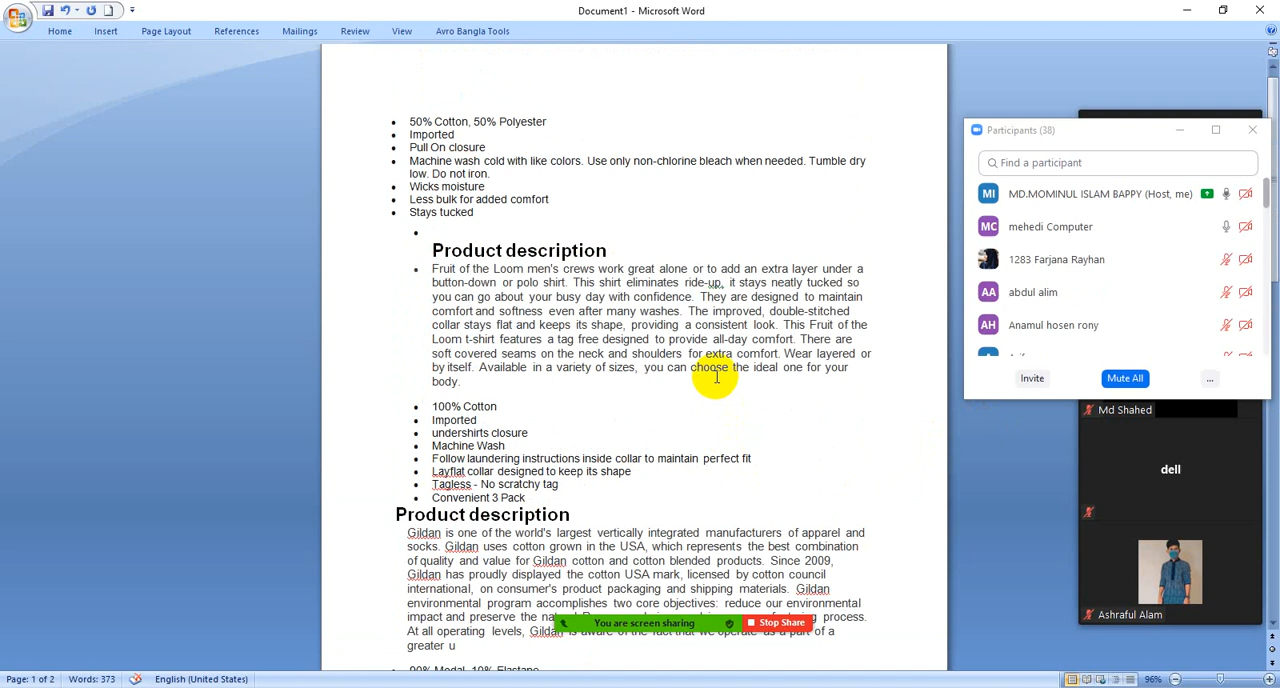 Document1 - Microsoft Word
Home Insert Page Layout References Mailings Review View Avro Bangla Tools
50% Cotton, 50% Polyester
Imported
Pull On closure
Machine wash cold with like colors. Use only non-chlorine bleach when needed. Tumble dry
low. Do not iron.
Wicks moisture
Less bulk for added comfort
Stays tucked
Product description
Fruit of the Loom men's crews work great alone or to add an extra layer under a
button-down or polo shirt. This shirt eliminates ride-up, it stays neatly tucked so
you can go about your busy day with confidence. They are designed to maintain
comfort and softness even after many washes. The improved, double-stitched
collar stays flat and keeps its shape, providing a consistent look. This Fruit of the
Loom t-shirt features a tag free designed to provide all-day comfort. There are
soft covered seams on the neck and shoulders for extra comfort. Wear layered or
by itself. Available in a variety of sizes, you can choose the ideal one for your
body.
100% Cotton
Imported
undershirts closure
Machine Wash
Follow laundering instructions inside collar to maintain perfect fit
Layflat collar designed to keep its shape
Tagless - No scratchy tag
Convenient 3 Pack
Product description
Gildan is one of the world's largest vertically integrated manufacturers of apparel and
socks. Gildan uses cotton grown in the USA, which represents the best combination
of quality and value for Gildan cotton and cotton blended products. Since 2009,
Gildan has proudly displayed the cotton USA mark, licensed by cotton council
international, on consumer's product packaging and shipping materials. Gildan
environmental program accomplishes two core objectives: reduce our environmental
impact and preserve the process.
At all operating levels, Gildan is aware of the fact that we operate as a part of a
greater u
90% Modal, 10% Elastane
You are screen sharing
Stop Share
Participants (38)
Find a participant
MI MD.MOMINUL ISLAM BAPPY (Host, me)
MC mehedi Computer
1283 Farjana Rayhan
AA abdul alim
AH Anamul hosen rony
Invite Mute All ...
Md Shahed
dell
Ashraful Alam
Page: 1 of 2 Words: 373 English (United States) 96%